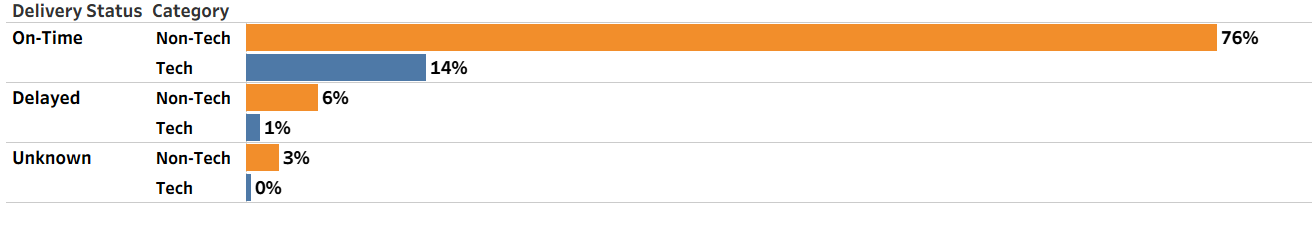 Delivery Status Category
On-Time Non-Tech 76%
Tech 14%
Delayed Non-Tech 6%
Tech 1%
Unknown Non-Tech 3%
Tech 0%